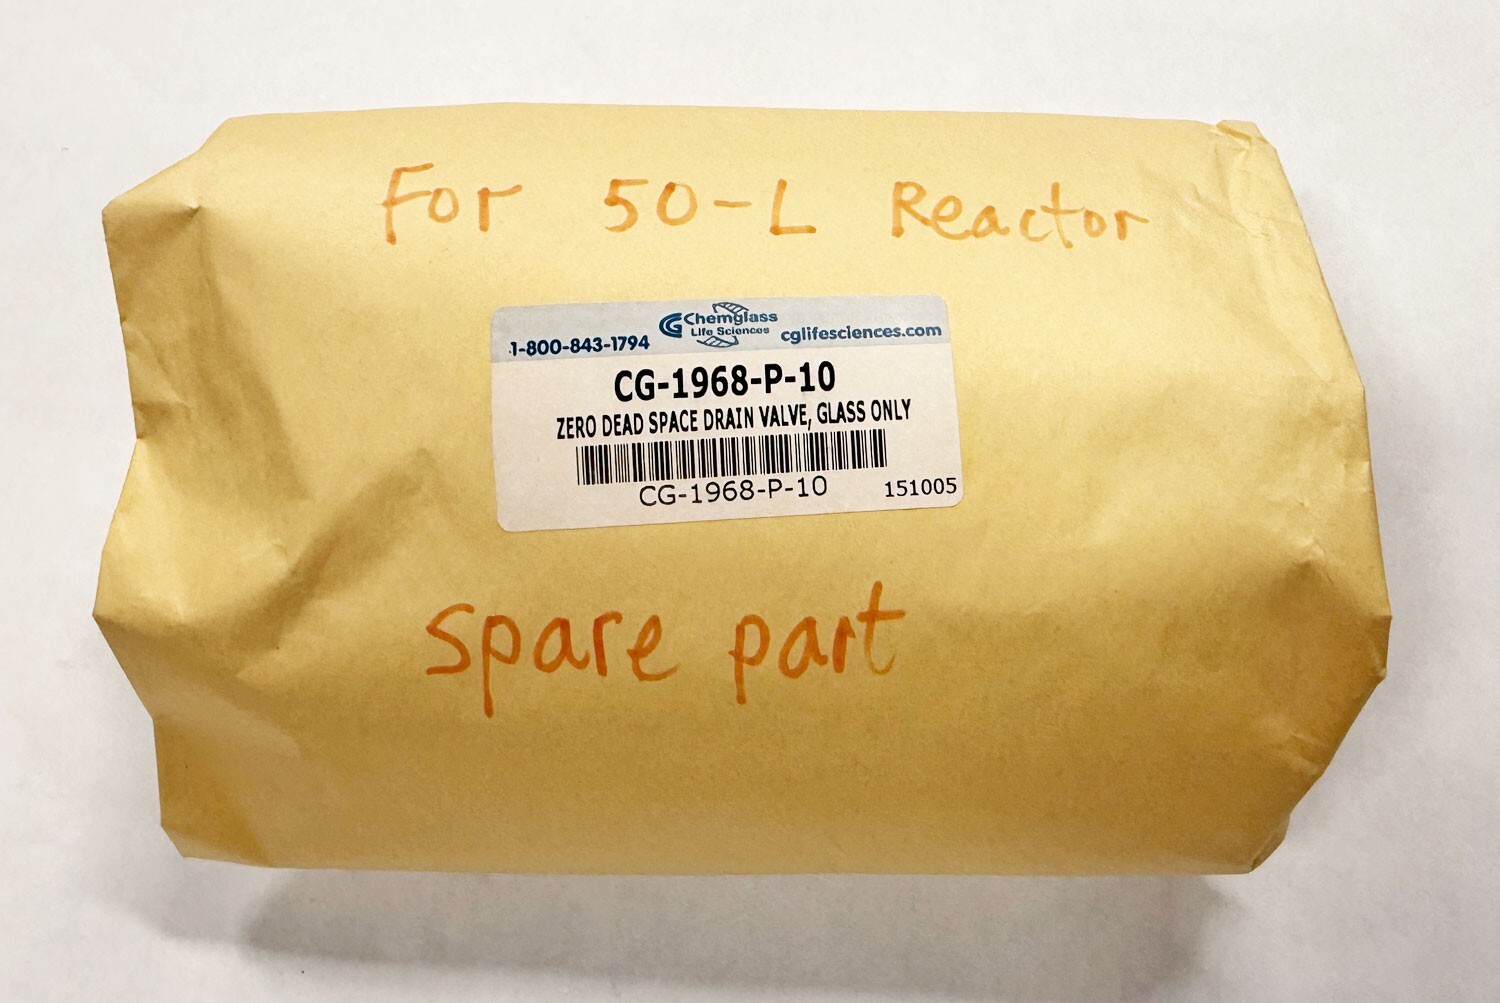 For 50-L Reactor
1-800-843-1794 CG Chemglass Life Sciences cglifesciences.com
CG-1968-P-10
ZERO DEAD SPACE DRAIN VALVE, GLASS ONLY
CG-1968-P-10 151005
spare part